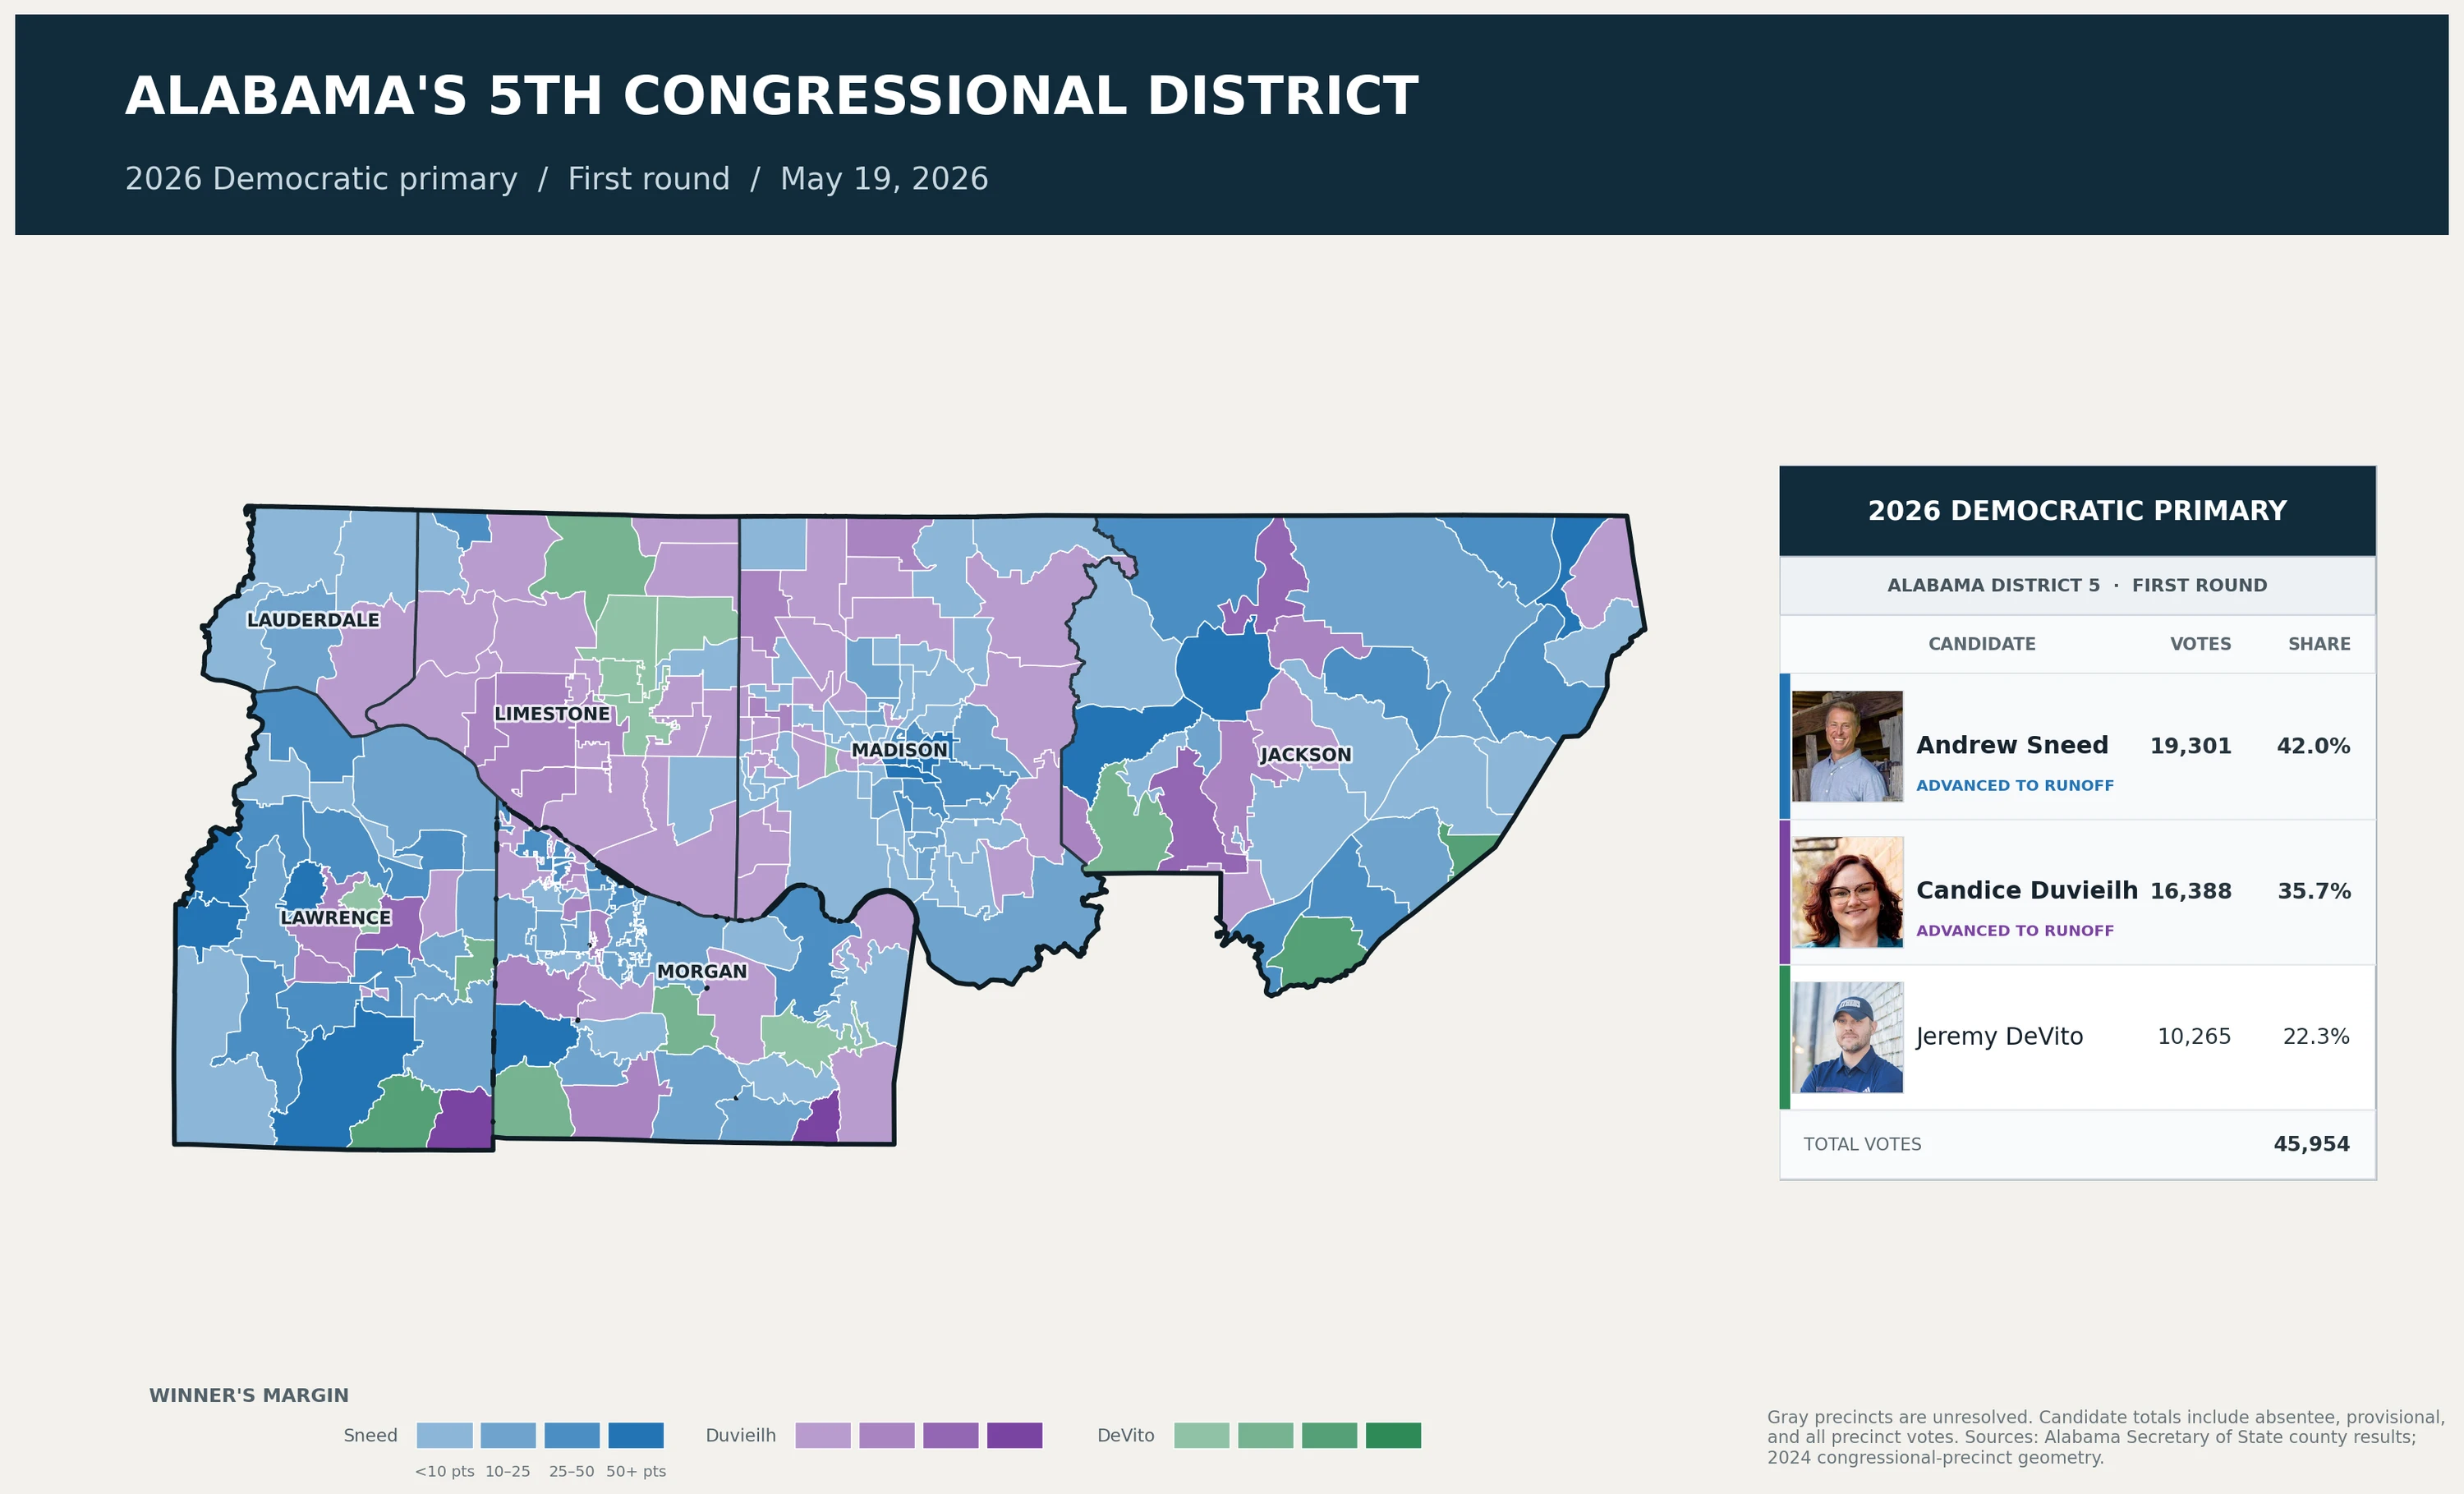 ALABAMA'S 5TH CONGRESSIONAL DISTRICT
2026 Democratic primary / First round / May 19, 2026
LAUDERDALE
LIMESTONE
MADISON
JACKSON
LAWRENCE
MORGAN
2026 DEMOCRATIC PRIMARY
ALABAMA DISTRICT 5 · FIRST ROUND
CANDIDATE VOTES SHARE
Andrew Sneed 19,301 42.0%
ADVANCED TO RUNOFF
Candice Duvieilh 16,388 35.7%
ADVANCED TO RUNOFF
Jeremy DeVito 10,265 22.3%
TOTAL VOTES 45,954
WINNER'S MARGIN
Sneed Duvieilh DeVito
<10 pts 10–25 25–50 50+ pts
Gray precincts are unresolved. Candidate totals include absentee, provisional,
and all precinct votes. Sources: Alabama Secretary of State county results;
2024 congressional-precinct geometry.